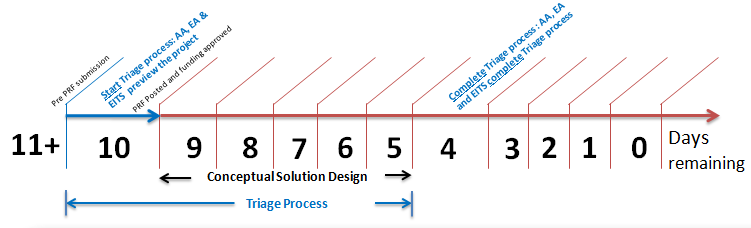 Pre PRF submission
Start Triage process: AA, EA &
EITS preview the project
PRF Posted and funding approved
Complete Triage process : AA, EA
and EITS complete Triage process
11+ 10 9 8 7 6 5 4 3 2 1 0 Days
remaining
Conceptual Solution Design
Triage Process